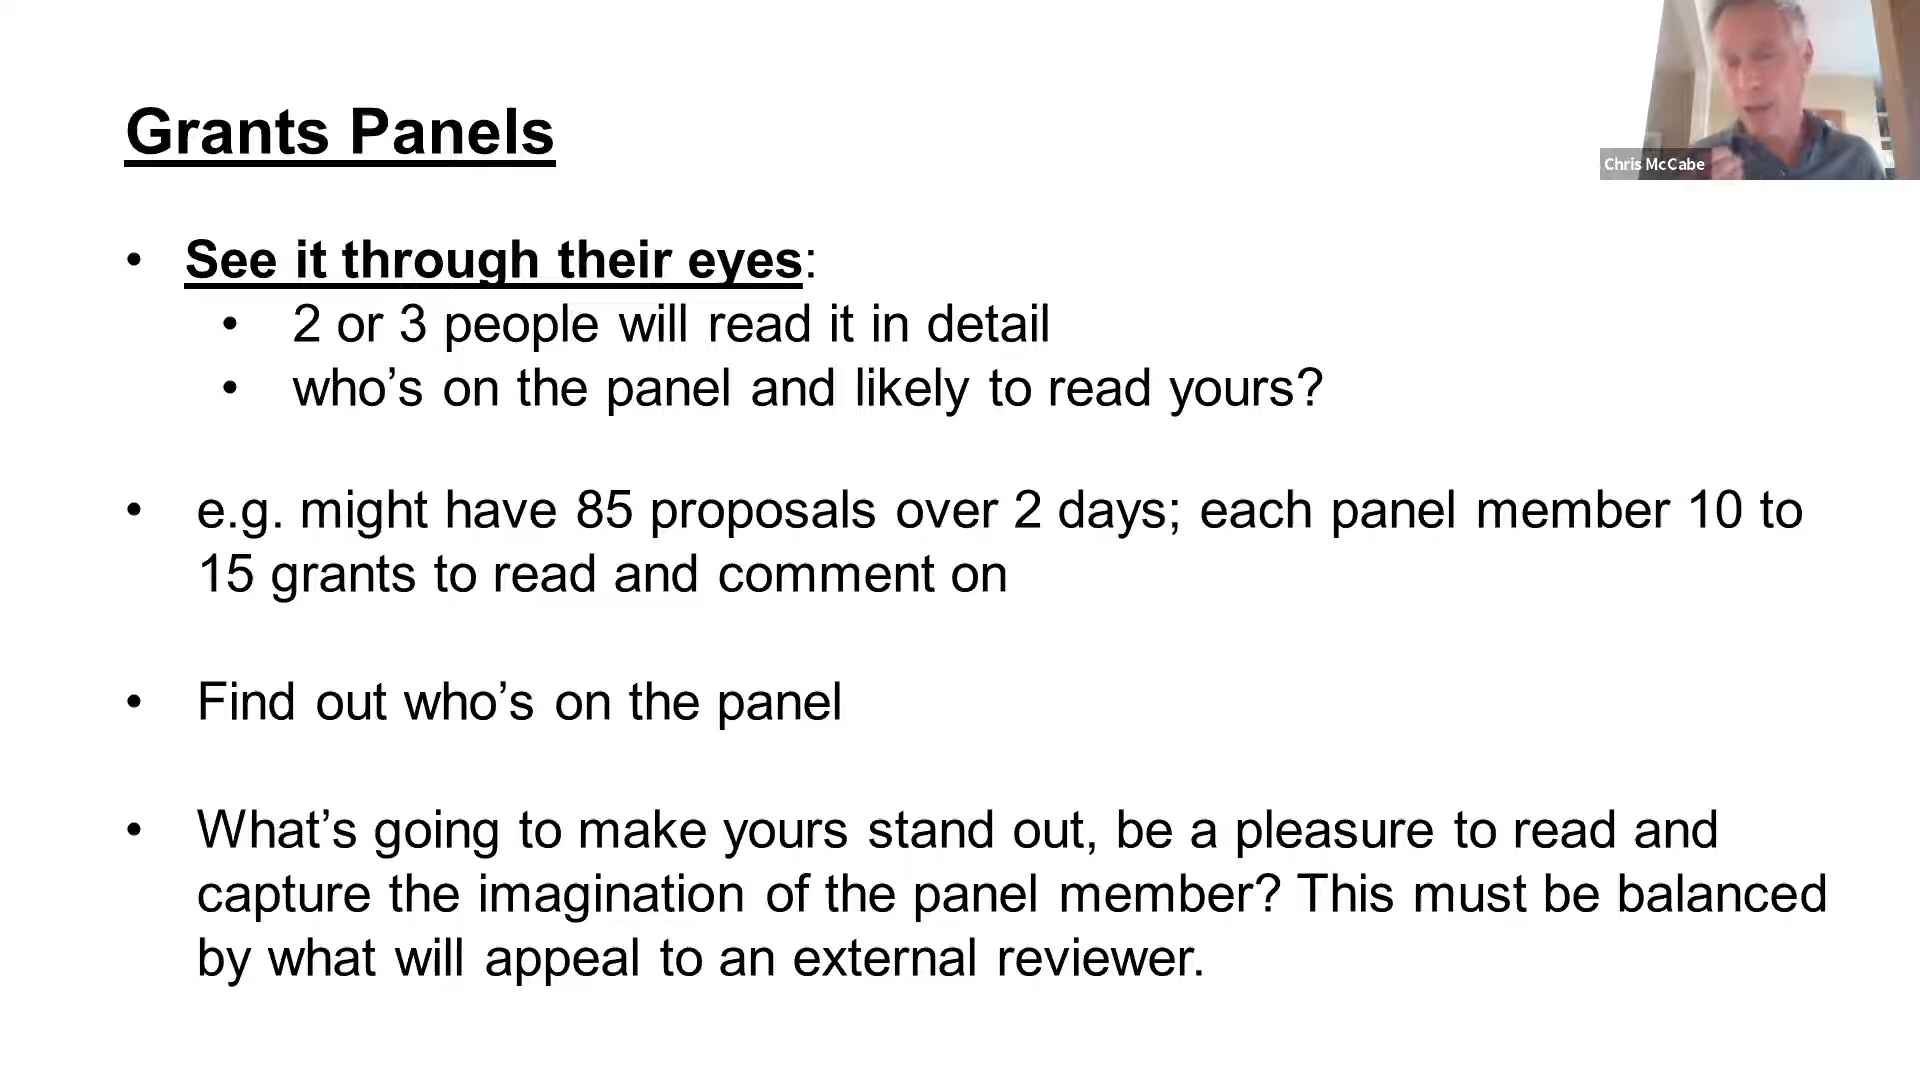 Grants Panels
Chris McCabe
• See it through their eyes:
• 2 or 3 people will read it in detail
• who’s on the panel and likely to read yours?
• e.g. might have 85 proposals over 2 days; each panel member 10 to
15 grants to read and comment on
• Find out who’s on the panel
• What’s going to make yours stand out, be a pleasure to read and
capture the imagination of the panel member? This must be balanced
by what will appeal to an external reviewer.